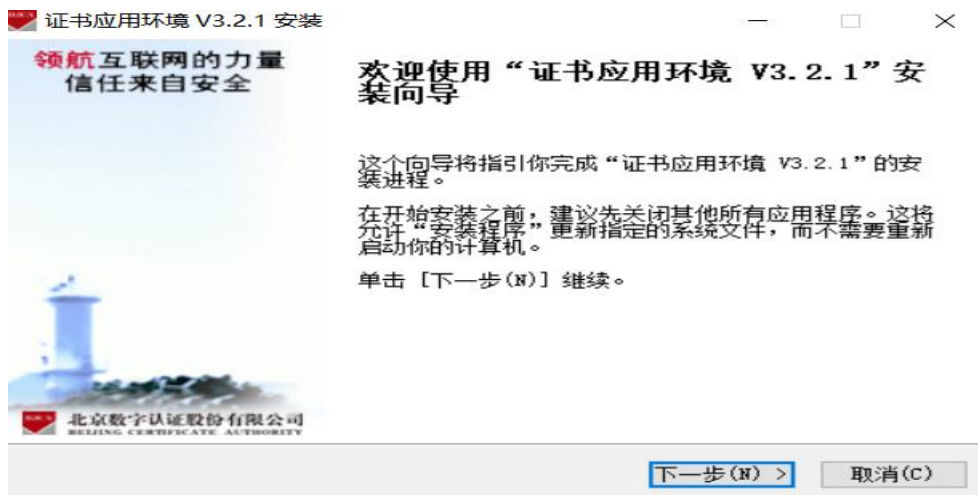 证书应用环境 V3.2.1 安装
领航互联网的力量
信任来自安全
欢迎使用“证书应用环境 V3.2.1”安
装向导
这个向导将指引你完成“证书应用环境 V3.2.1”的安
装进程。
在开始安装之前，建议先关闭其他所有应用程序。这将
允许“安装程序”更新指定的系统文件，而不需要重新
启动你的计算机。
单击 [下一步(N)] 继续。
北京数字认证股份有限公司
BEIJING CERTIFICATE AUTHORITY
下一步(N) >
取消(C)